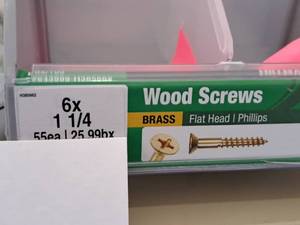 6x
1 1/4
55ea | 25.99bx
Wood Screws
BRASS Flat Head | Phillips